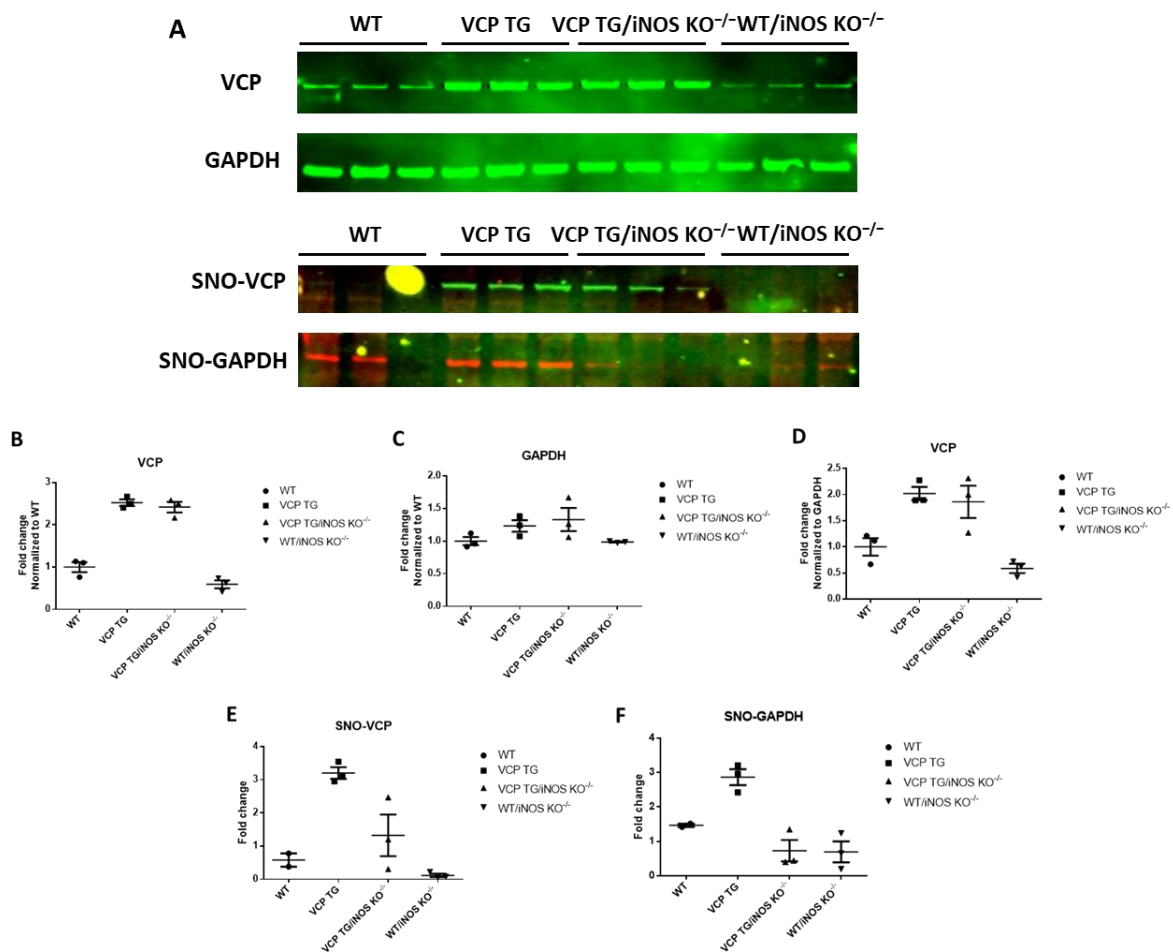 A
WT VCP TG VCP TG/iNOS KO⁻/⁻ WT/iNOS KO⁻/⁻
VCP
GAPDH
WT VCP TG VCP TG/iNOS KO⁻/⁻ WT/iNOS KO⁻/⁻
SNO-VCP
SNO-GAPDH
B
VCP
Fold change
Normalized to WT
3
2
1
0
WT
VCP TG
VCP TG/iNOS KO⁻/⁻
WT/iNOS KO⁻/⁻
WT
VCP TG
VCP TG/iNOS KO⁻/⁻
WT/iNOS KO⁻/⁻
C
GAPDH
Fold change
Normalized to WT
2.0
1.5
1.0
0.5
0.0
WT
VCP TG
VCP TG/iNOS KO⁻/⁻
WT/iNOS KO⁻/⁻
WT
VCP TG
VCP TG/iNOS KO⁻/⁻
WT/iNOS KO⁻/⁻
D
VCP
Fold change
Normalized to GAPDH
2.5
2.0
1.5
1.0
0.5
0.0
WT
VCP TG
VCP TG/iNOS KO⁻/⁻
WT/iNOS KO⁻/⁻
WT
VCP TG
VCP TG/iNOS KO⁻/⁻
WT/iNOS KO⁻/⁻
E
SNO-VCP
Fold change
4
3
2
1
0
WT
VCP TG
VCP TG/iNOS KO⁻/⁻
WT/iNOS KO⁻/⁻
WT
VCP TG
VCP TG/iNOS KO⁻/⁻
WT/iNOS KO⁻/⁻
F
SNO-GAPDH
Fold change
4
3
2
1
0
WT
VCP TG
VCP TG/iNOS KO⁻/⁻
WT/iNOS KO⁻/⁻
WT
VCP TG
VCP TG/iNOS KO⁻/⁻
WT/iNOS KO⁻/⁻